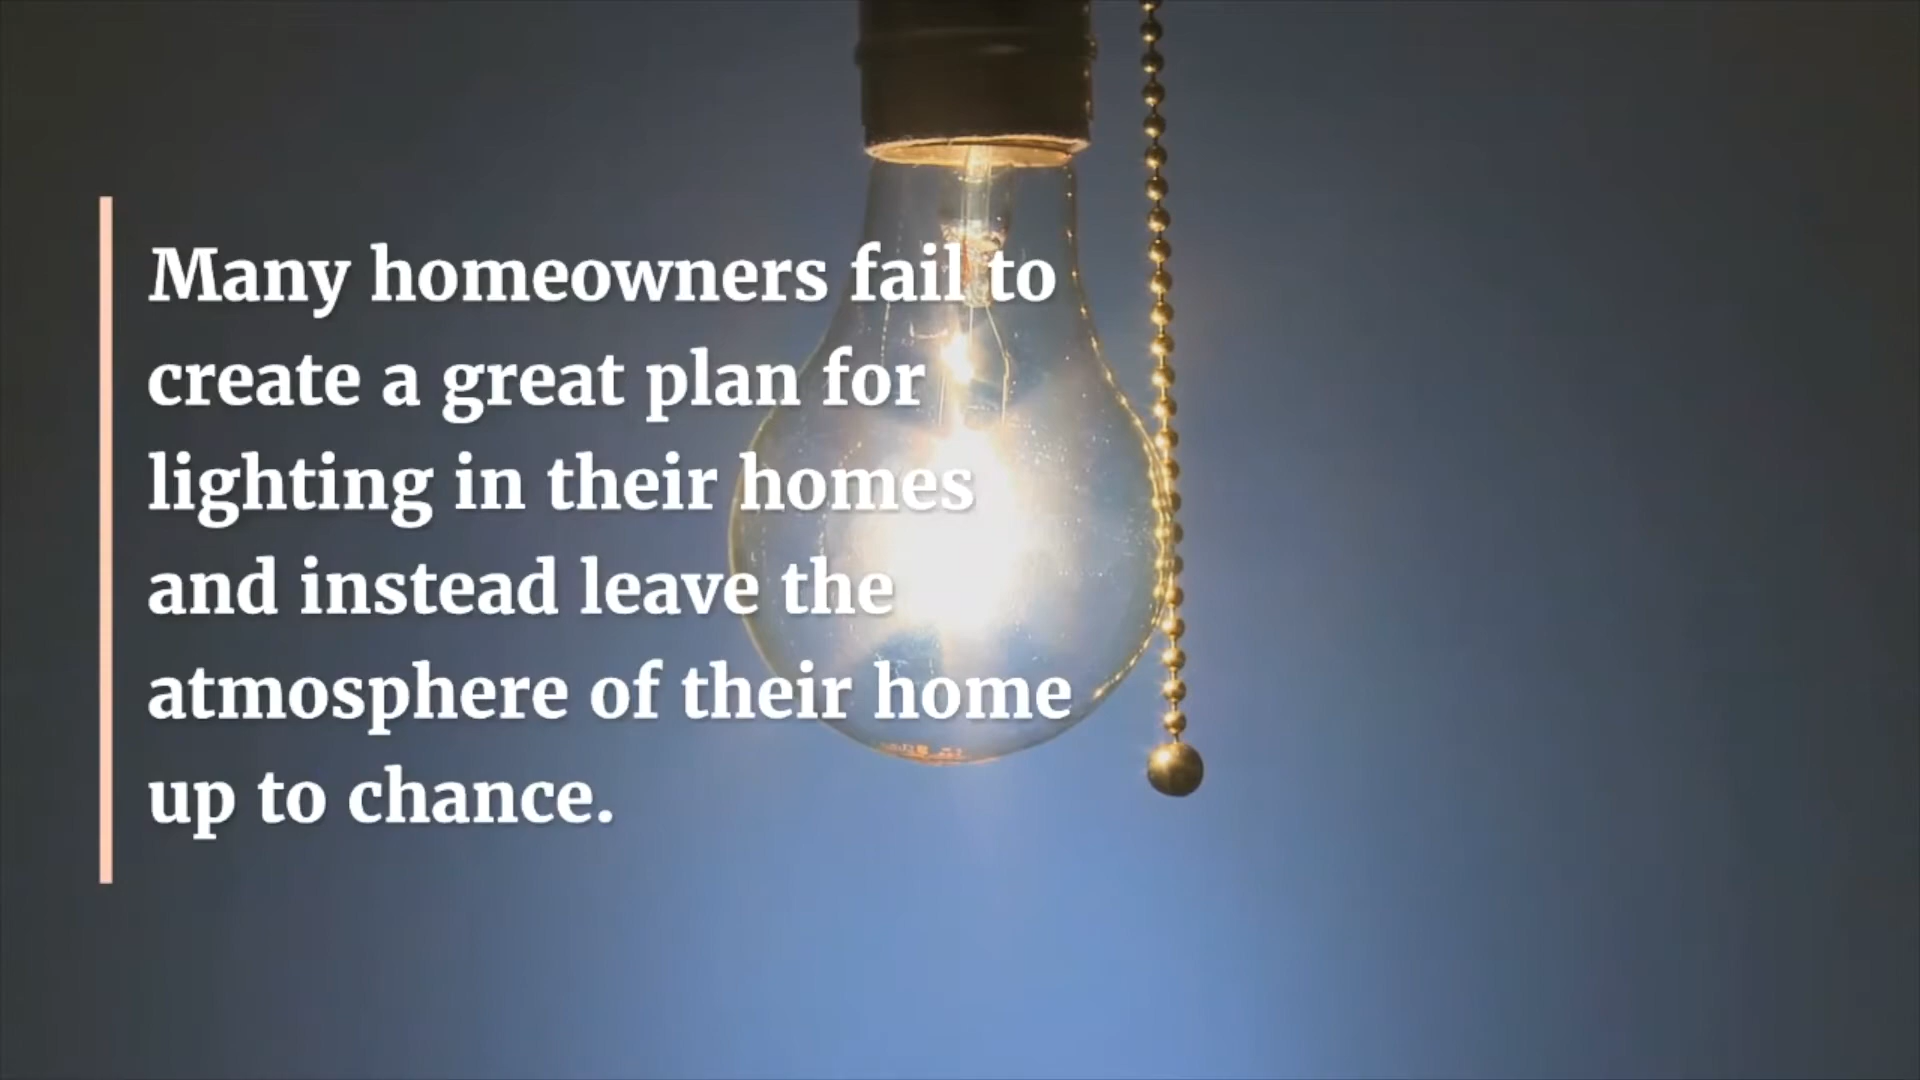 Many homeowners fail to
create a great plan for
lighting in their homes
and instead leave the
atmosphere of their home
up to chance.